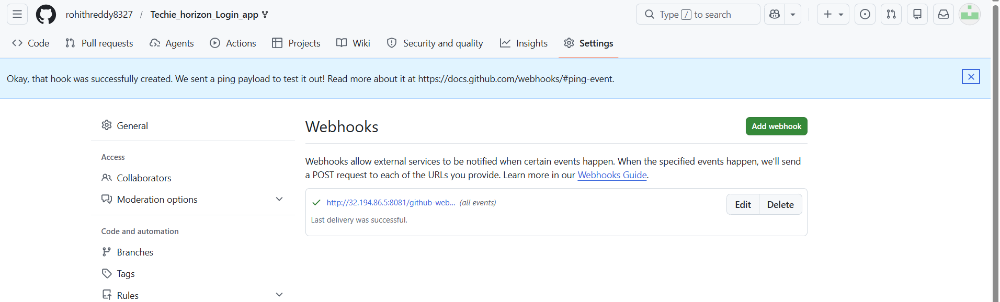 rohithreddy8327 / Techie_horizon_Login_app
Type / to search
Code Pull requests Agents Actions Projects Wiki Security and quality Insights Settings
Okay, that hook was successfully created. We sent a ping payload to test it out! Read more about it at https://docs.github.com/webhooks/#ping-event.
General
Access
Collaborators
Moderation options
Code and automation
Branches
Tags
Rules
Webhooks
Add webhook
Webhooks allow external services to be notified when certain events happen. When the specified events happen, we'll send
a POST request to each of the URLs you provide. Learn more in our Webhooks Guide.
http://32.194.86.5:8081/github-web... (all events)
Edit Delete
Last delivery was successful.